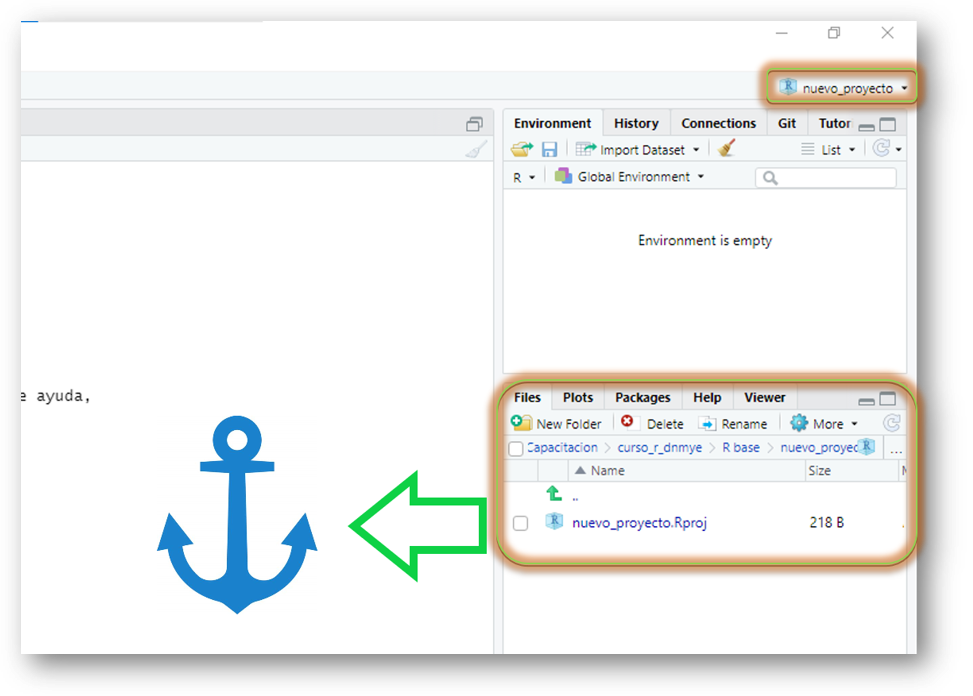 nuevo_proyecto
Environment History Connections Git Tutor
Import Dataset List
R Global Environment
Environment is empty
ayuda,
Files Plots Packages Help Viewer
New Folder Delete Rename More
Capacitacion curso_r_dnmye R base nuevo_proyec ...
Name Size
..
R nuevo_proyecto.Rproj 218 B